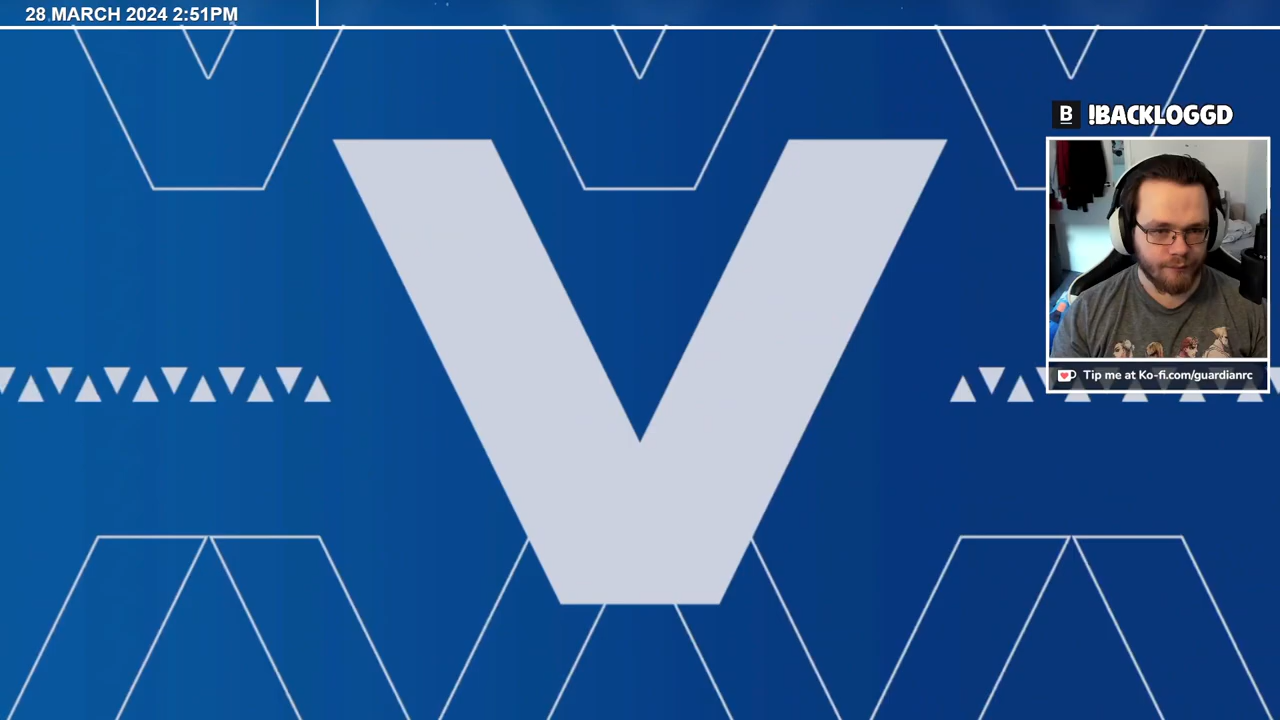 28 MARCH 2024 2:51PM
B !BACKLOGGD
V
Tip me at Ko-fi.com/guardianrc